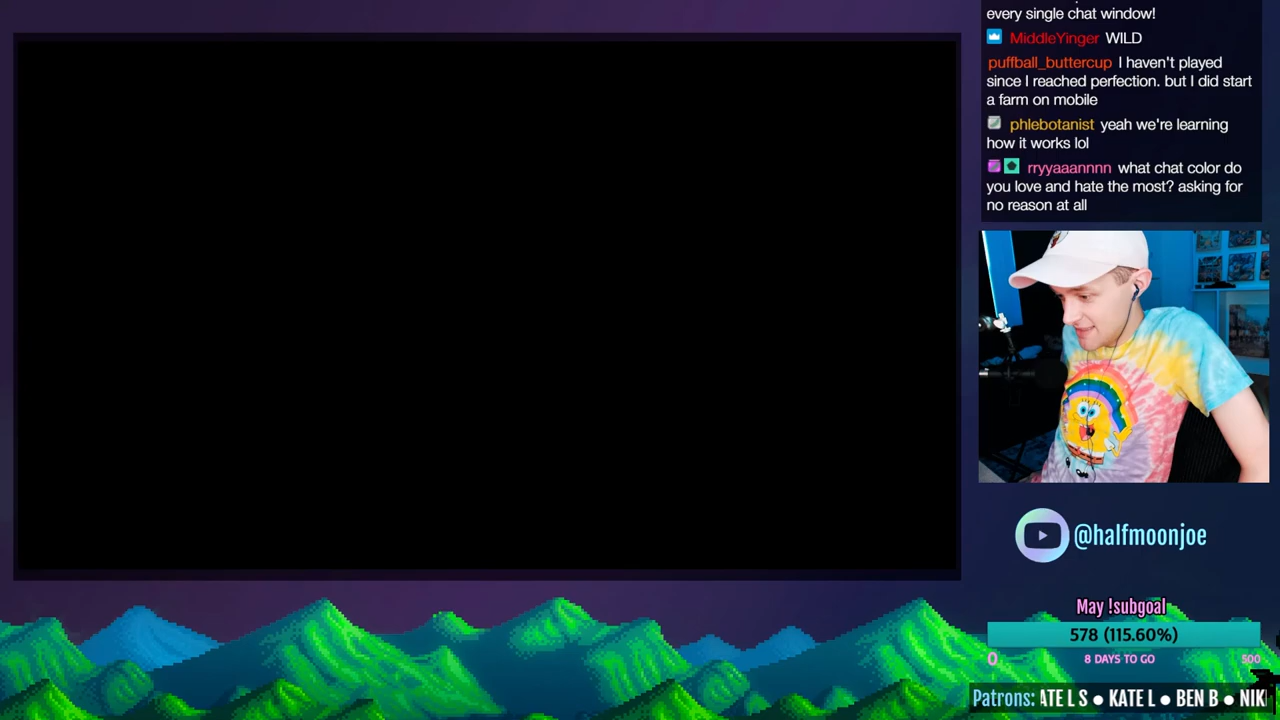 every single chat window!
MiddleYinger WILD
puffball_buttercup I haven't played
since I reached perfection. but I did start
a farm on mobile
phlebotanist yeah we're learning
how it works lol
rryyaaannnn what chat color do
you love and hate the most? asking for
no reason at all
@halfmoonjoe
May !subgoal
578 (115.60%)
0 8 DAYS TO GO 500
Patrons: ATE L S ● KATE L ● BEN B ● NIK